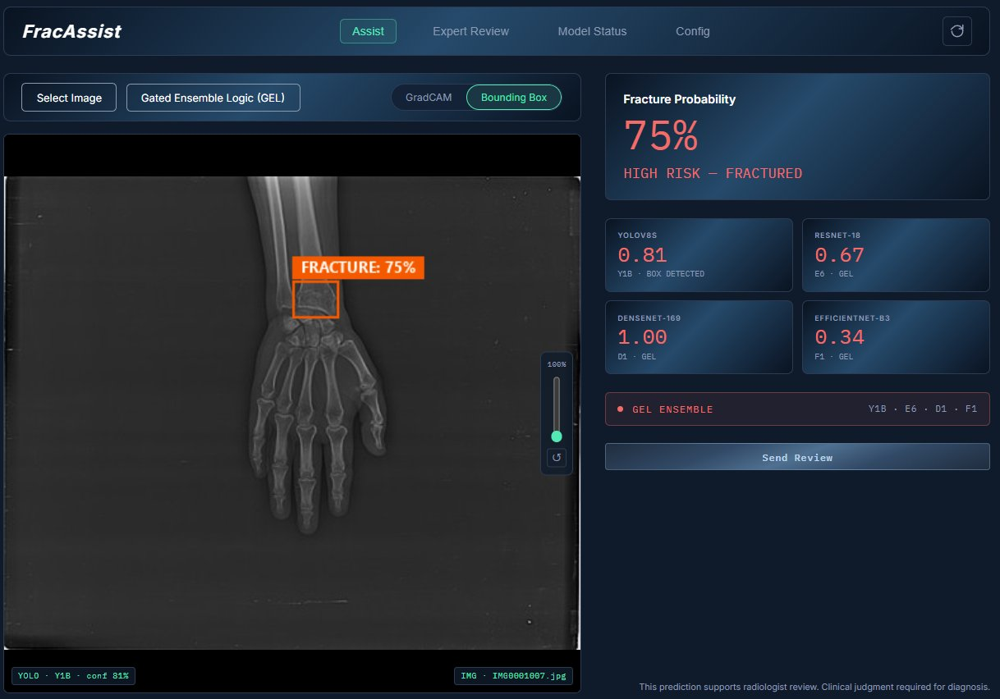 FracAssist
Assist
Expert Review
Model Status
Config
Select Image
Gated Ensemble Logic (GEL)
GradCAM
Bounding Box
FRACTURE: 75%
100%
YOLO · Y1B · conf 81%
IMG · IMG0001007.jpg
Fracture Probability
75%
HIGH RISK — FRACTURED
YOLOV8S
0.81
Y1B · BOX DETECTED
RESNET-18
0.67
E6 · GEL
DENSENET-169
1.00
D1 · GEL
EFFICIENTNET-B3
0.34
F1 · GEL
GEL ENSEMBLE
Y1B · E6 · D1 · F1
Send Review
This prediction supports radiologist review. Clinical judgment required for diagnosis.